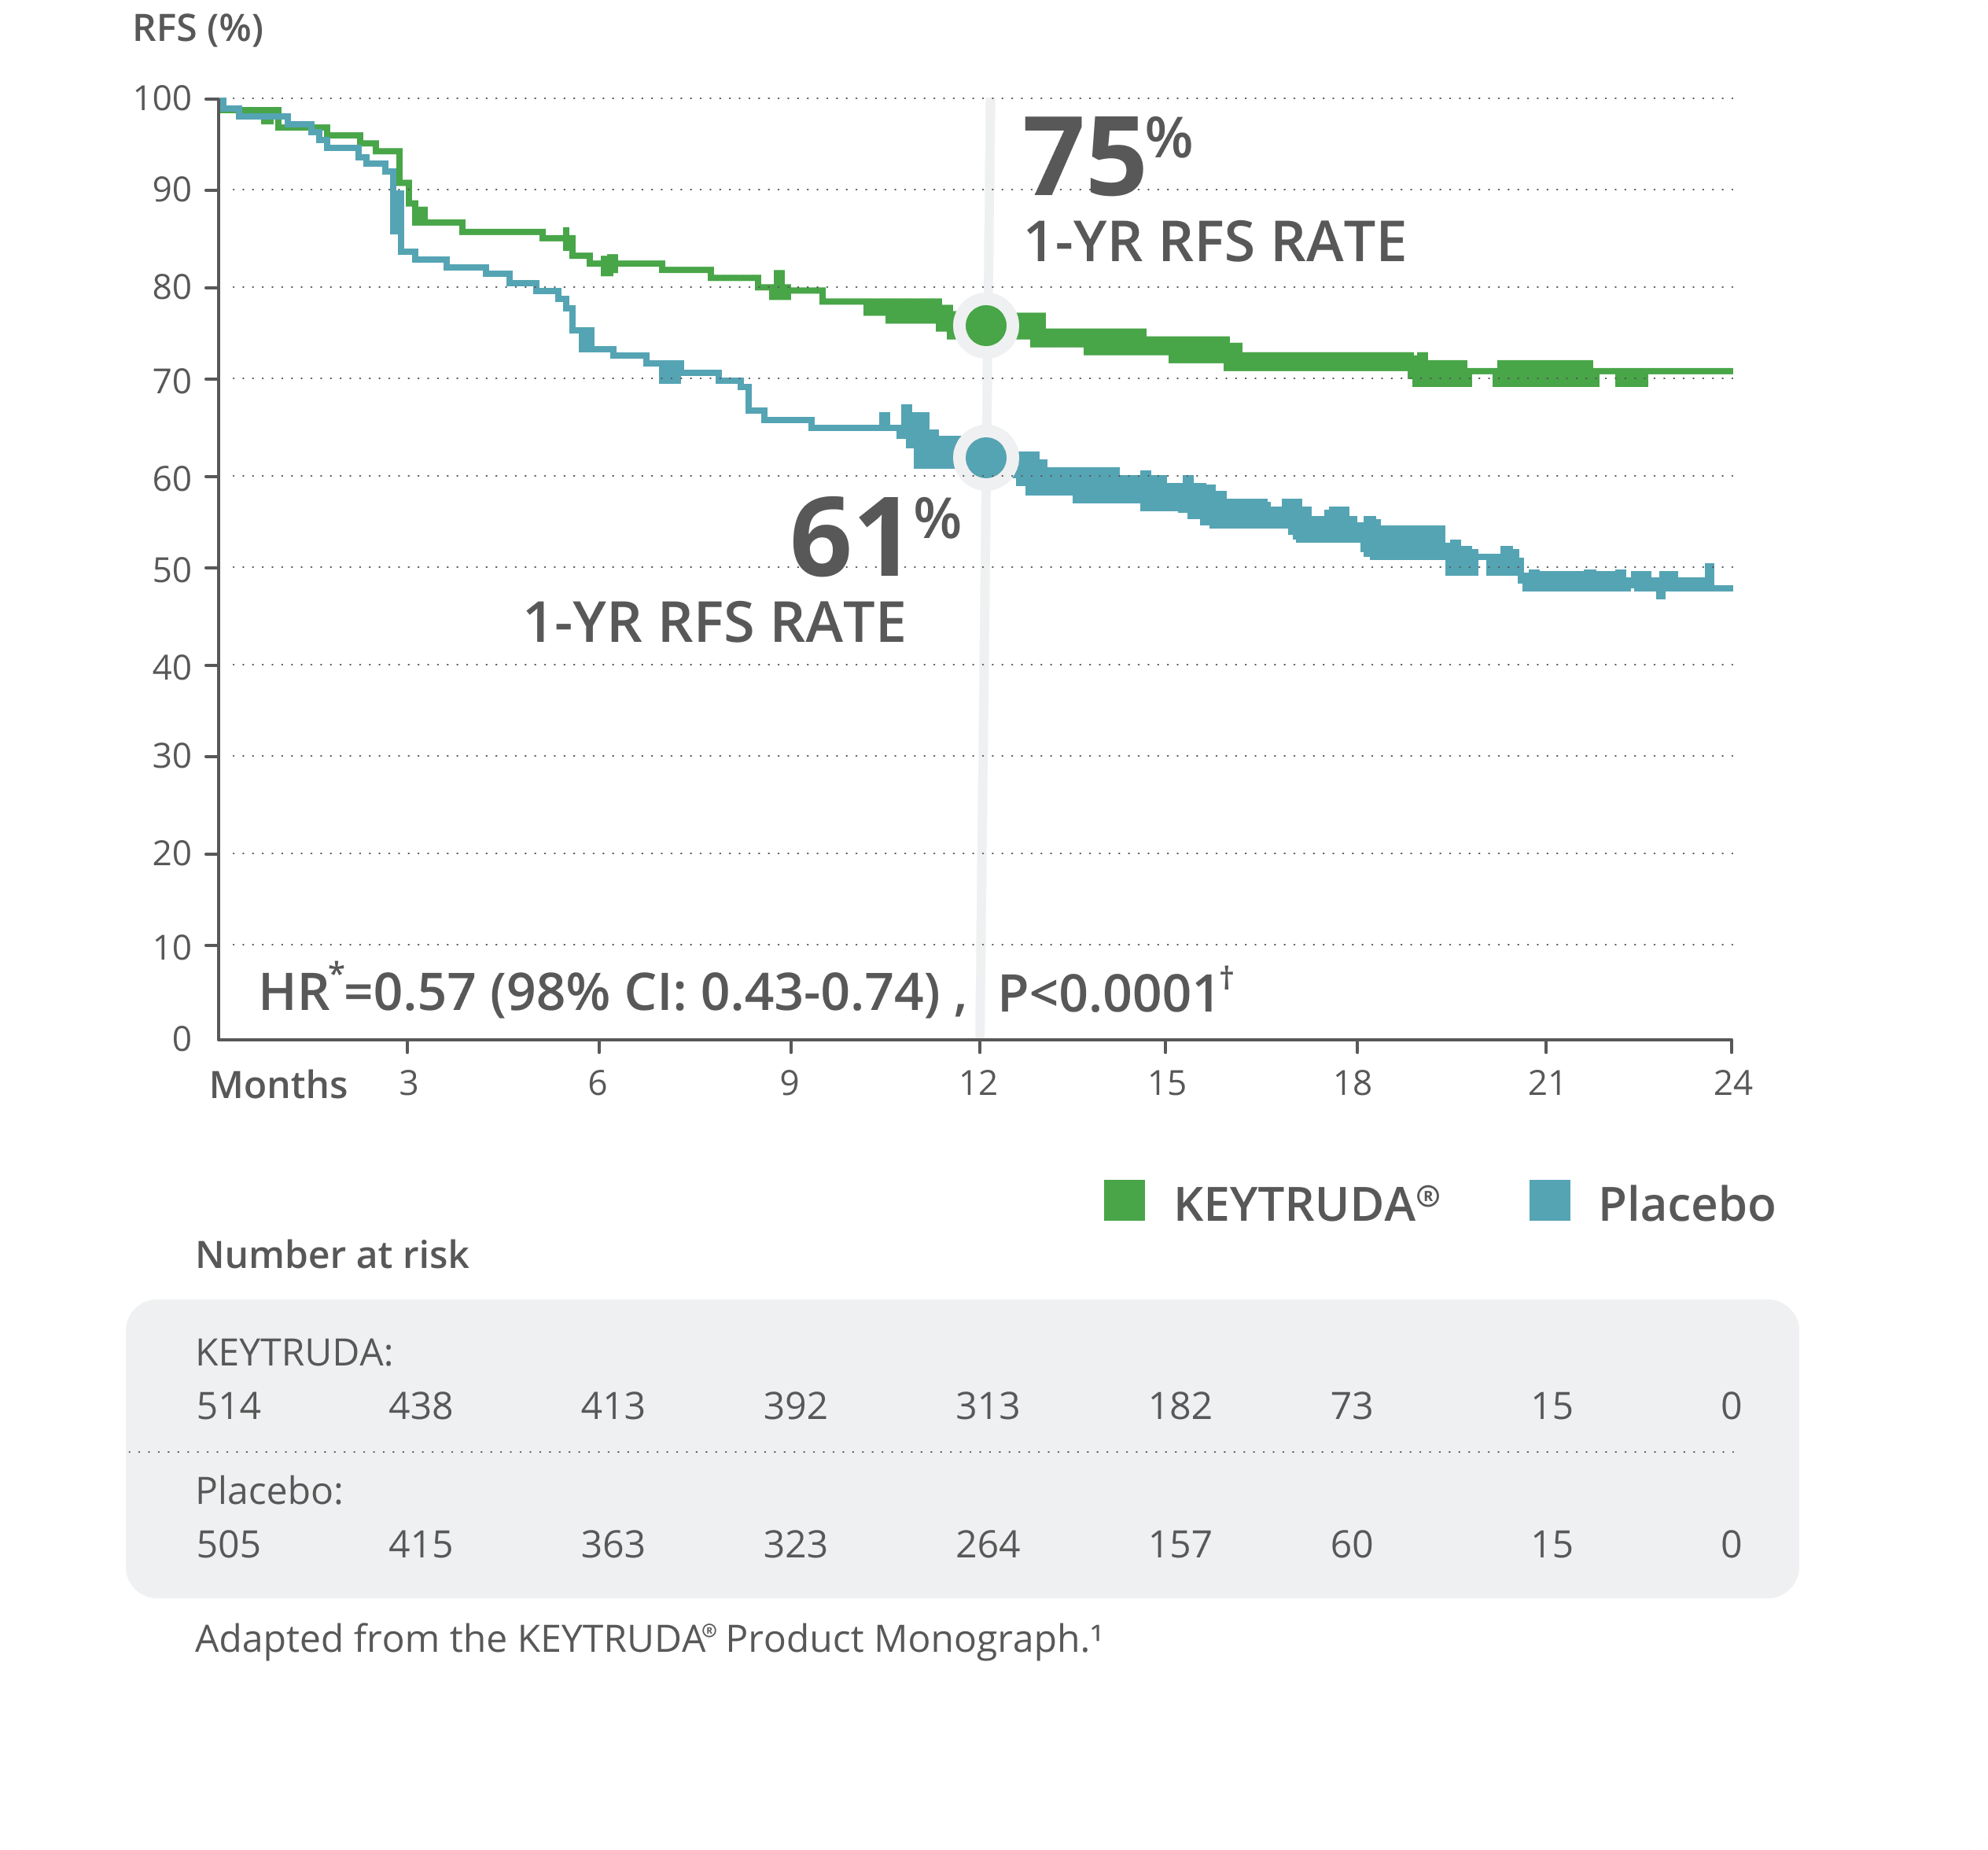 RFS (%)
100
75%
90
1-YR RFS RATE
80
70
60
61%
50
1-YR RFS RATE
40
30
20
10
HR*=0.57 (98% CI: 0.43-0.74) , P<0.0001†
0
Months 3 6 9 12 15 18 21 24
KEYTRUDA® Placebo
Number at risk
KEYTRUDA:
514 438 413 392 313 182 73 15 0
Placebo:
505 415 363 323 264 157 60 15 0
Adapted from the KEYTRUDA® Product Monograph.¹